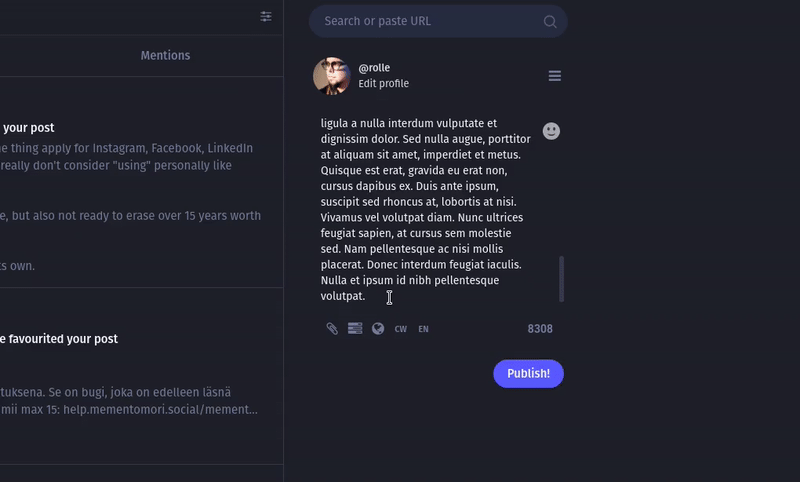 Mentions
your post
e thing apply for Instagram, Facebook, LinkedIn
really don't consider "using" personally like
e, but also not ready to erase over 15 years worth
ts own.
e favourited your post
tuksena. Se on bugi, joka on edelleen läsnä
mii max 15: help.mementomori.social/mement...
Search or paste URL
@rolle
Edit profile
ligula a nulla interdum vulputate et
dignissim dolor. Sed nulla augue, porttitor
at aliquam sit amet, imperdiet et metus.
Quisque est erat, gravida eu erat non,
cursus dapibus ex. Duis ante ipsum,
suscipit sed rhoncus at, lobortis at nisi.
Vivamus vel volutpat diam. Nunc ultrices
feugiat sapien, at cursus sem molestie
sed. Nam pellentesque ac nisi mollis
placerat. Donec interdum feugiat iaculis.
Nulla et ipsum id nibh pellentesque
volutpat.
CW EN 8308
Publish!